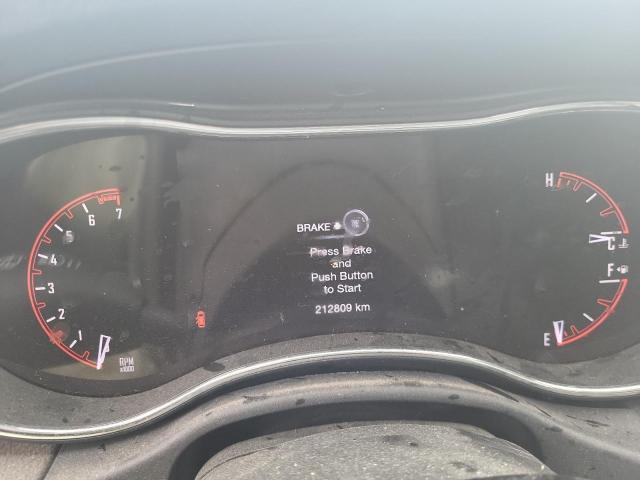 BRAKE
Press Brake
and
Push Button
to Start
212809 km
7
6
5
4
3
2
1
RPM
x1000
H
C
F
E